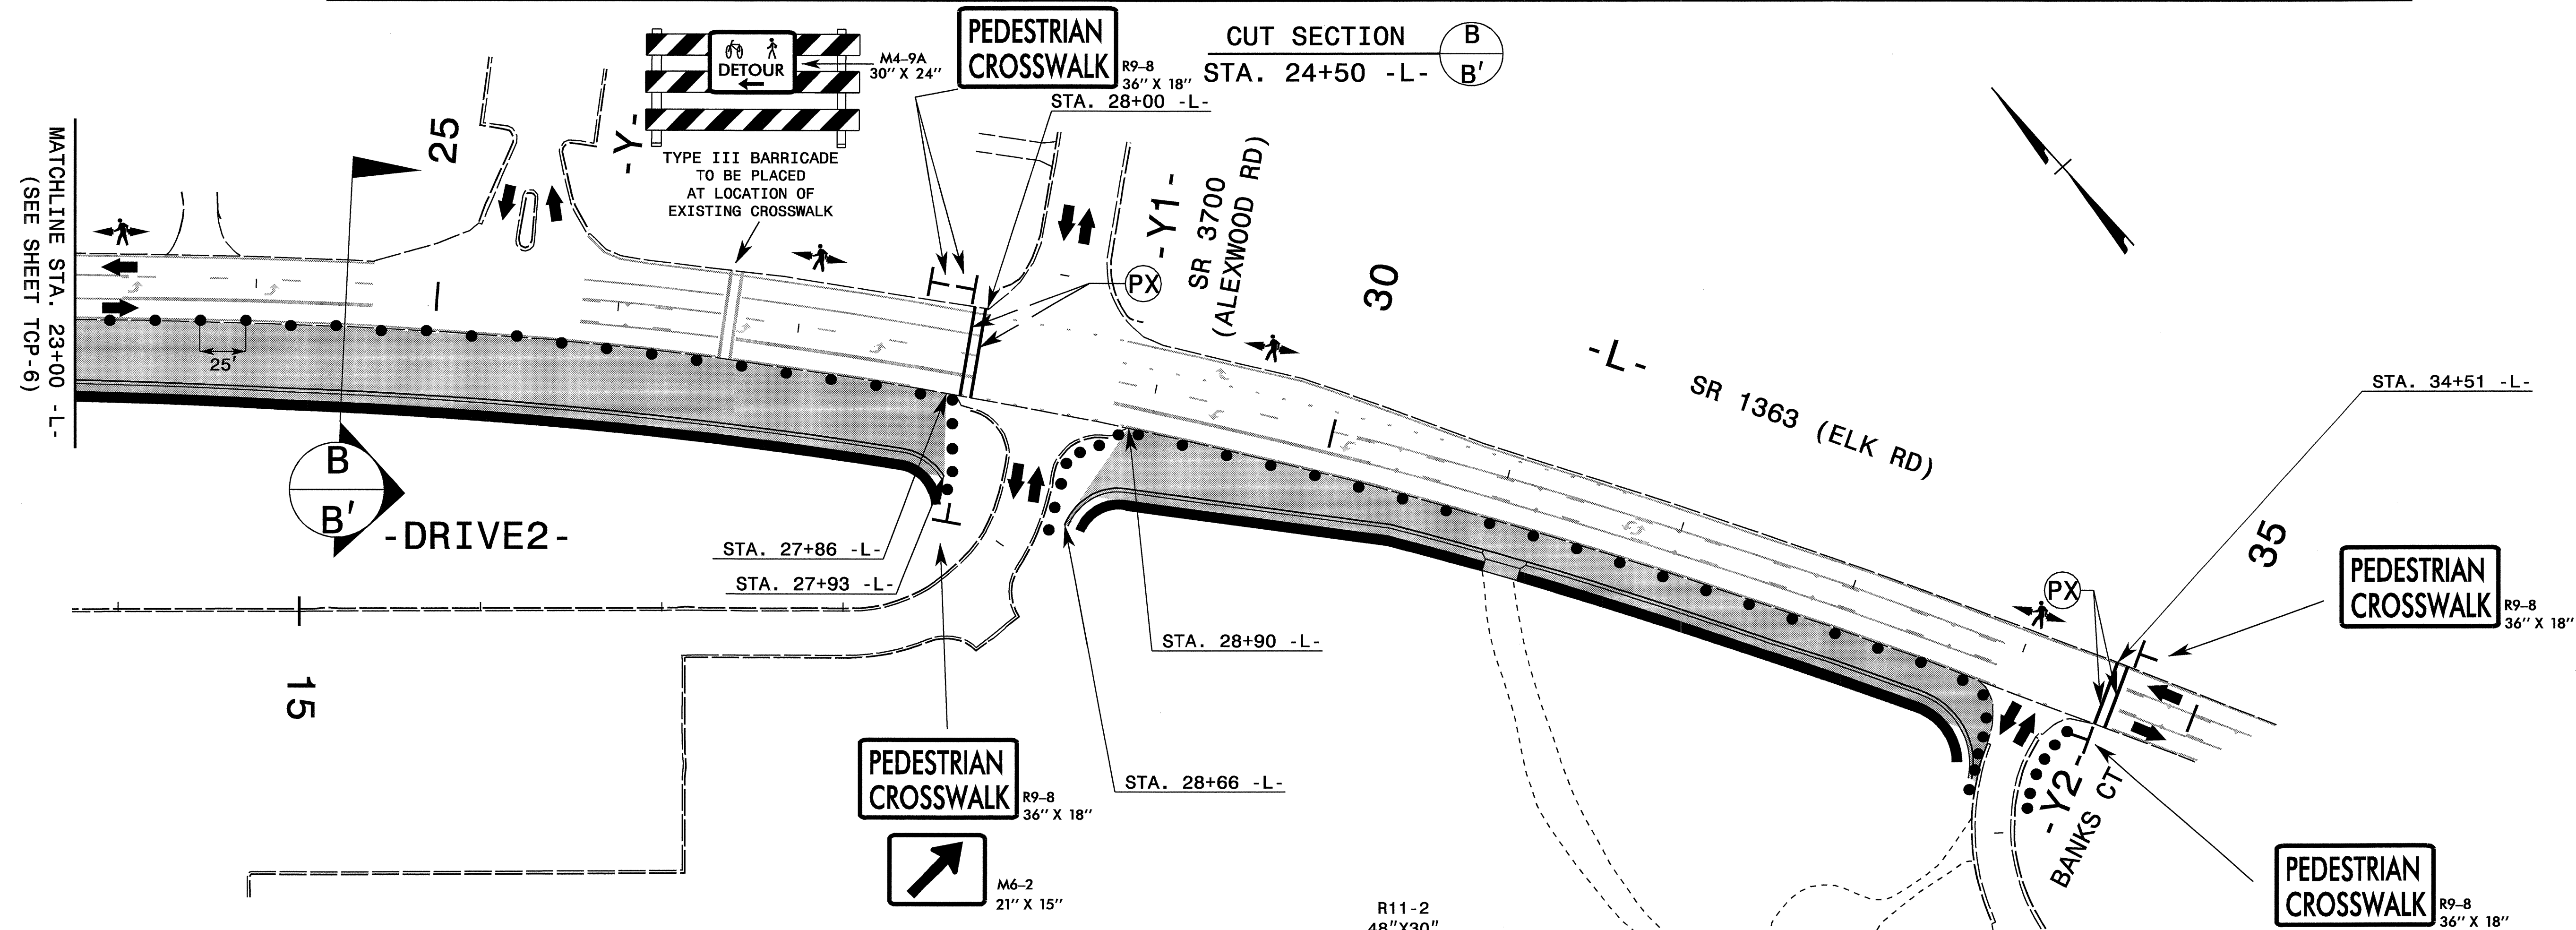 PEDESTRIAN
CROSSWALK
R9-8
36" X 18"
CUT SECTION
STA. 24+50 -L-
B
B'
DETOUR
M4-9A
30" X 24"
STA. 28+00 -L-
TYPE III BARRICADE
TO BE PLACED
AT LOCATION OF
EXISTING CROSSWALK
MATCHLINE STA. 23+00 -L-
(SEE SHEET TCP-6)
25
-Y-
-Y1-
SR 3700
(ALEXWOOD RD)
PX
30
-L- SR 1363 (ELK RD)
STA. 34+51 -L-
25'
B
B'
-DRIVE2-
STA. 27+86 -L-
STA. 27+93 -L-
35
PX
PEDESTRIAN
CROSSWALK
R9-8
36" X 18"
STA. 28+90 -L-
15
PEDESTRIAN
CROSSWALK
R9-8
36" X 18"
STA. 28+66 -L-
M6-2
21" X 15"
-Y2-
BANKS CT
PEDESTRIAN
CROSSWALK
R9-8
36" X 18"
R11-2
48"X30"